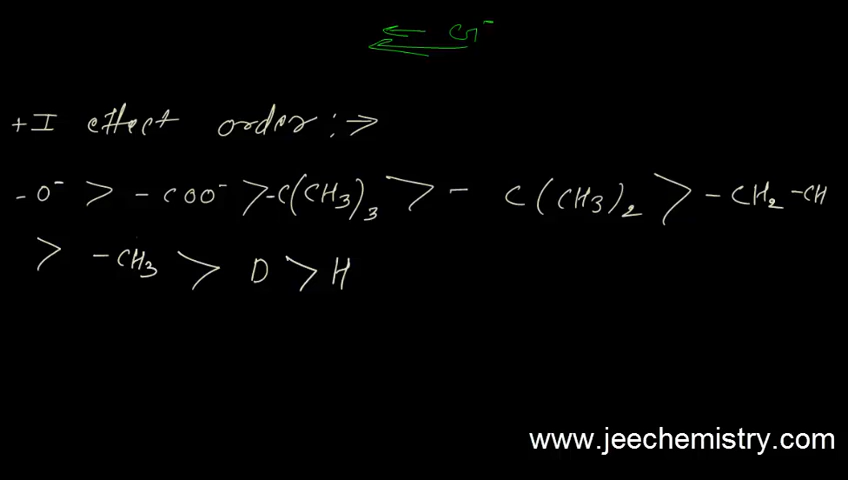 ← G⁻
+I effect order :→
-O⁻ > - COO⁻ > -C(CH3)3 > - C(CH3)2 > - CH2 -CH
> - CH3 > D > H
www.jeechemistry.com